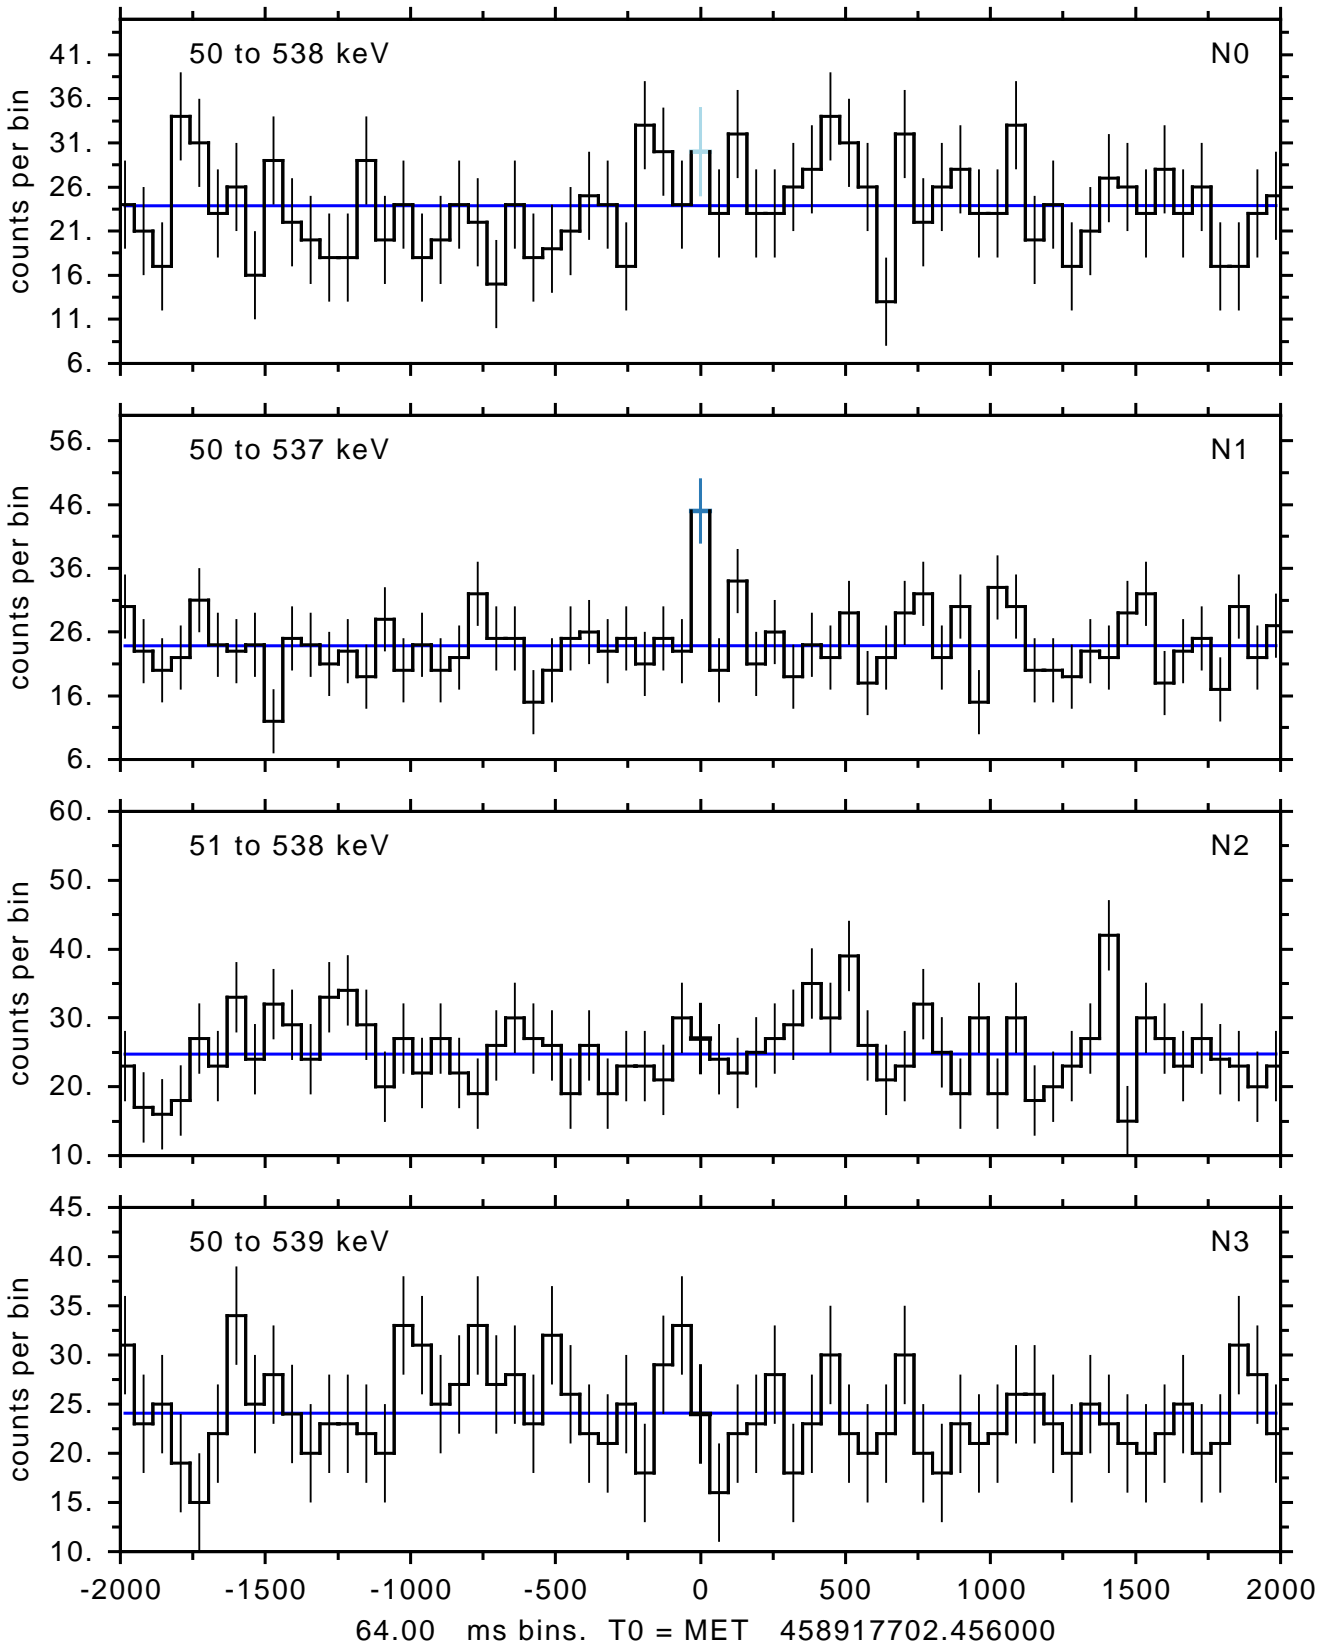 50 to 538 keV N0
counts per bin
41.
36.
31.
26.
21.
16.
11.
6.
50 to 537 keV N1
counts per bin
56.
46.
36.
26.
16.
6.
51 to 538 keV N2
counts per bin
60.
50.
40.
30.
20.
10.
50 to 539 keV N3
counts per bin
45.
40.
35.
30.
25.
20.
15.
10.
-2000 -1500 -1000 -500 0 500 1000 1500 2000
64.00 ms bins. T0 = MET 458917702.456000